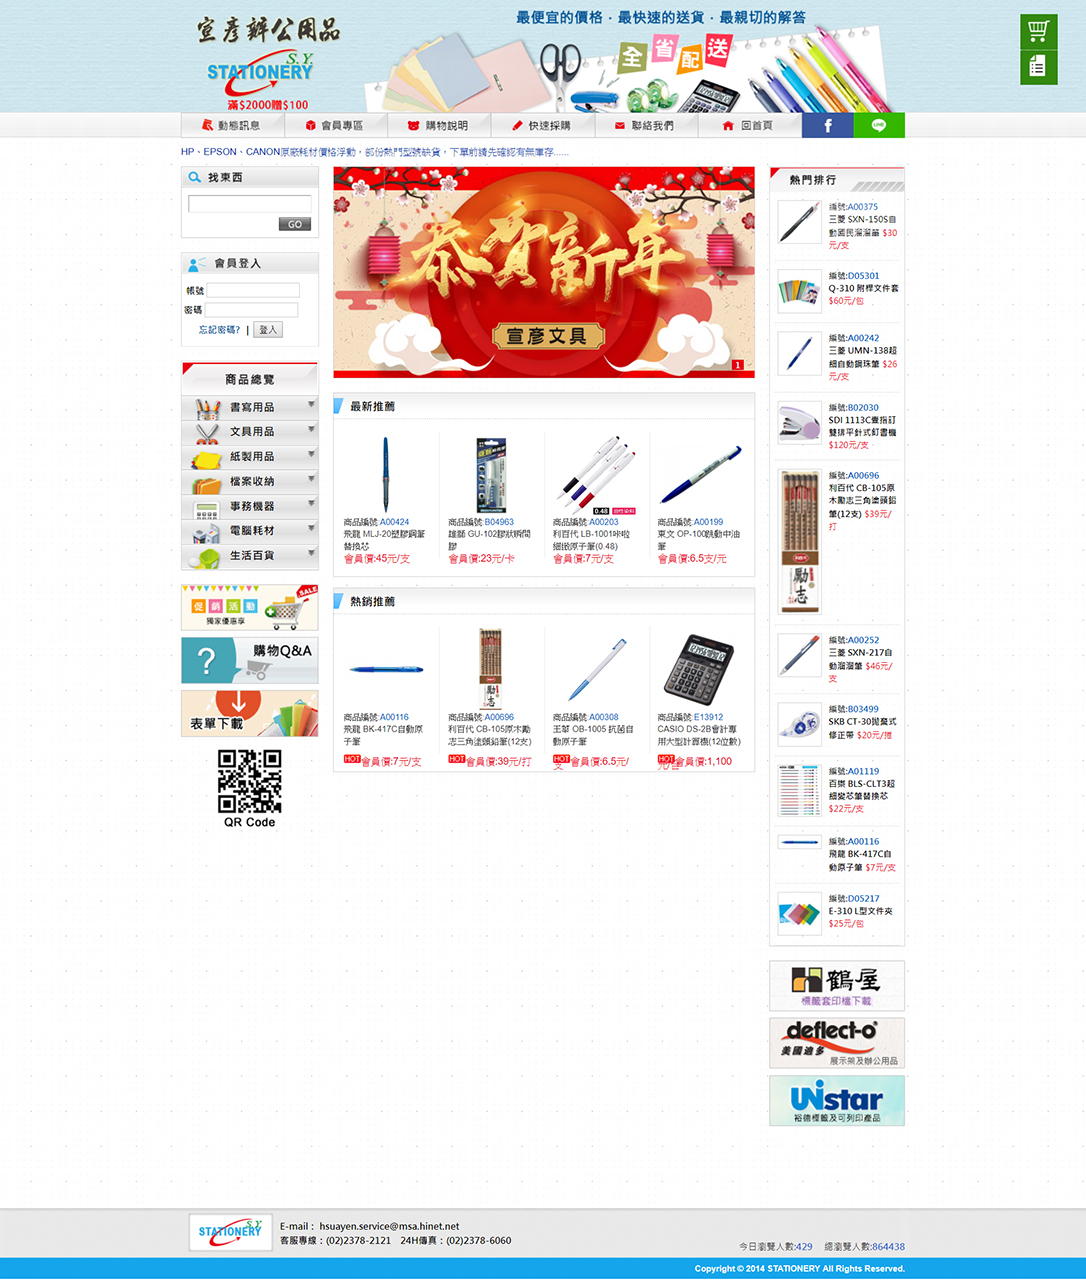 宣彥辦公用品
S.Y.
STATIONERY
滿$2000贈$100
最便宜的價格．最快速的送貨．最親切的解答
全省配送
動態訊息
會員專區
購物說明
快速採購
聯絡我們
回首頁
f
LINE
HP、EPSON、CANON原廠耗材價格浮動，部份熱門型號缺貨，下單前請先確認有無庫存......
找東西
GO
會員登入
帳號
密碼
忘記密碼? | 登入
商品總覽
書寫用品
文具用品
紙製用品
檔案收納
事務機器
電腦耗材
生活百貨
促銷活動
SALE
獨家優惠享
?
購物Q&A
表單下載
QR Code
恭賀新年
宣彥文具
1
最新推薦
0.48
商品編號:A00424
飛龍 MLJ-20塑膠鋼筆
替換芯
會員價:45元/支
商品編號:B04963
雄獅 GU-102膠狀瞬間
膠
會員價:23元/卡
商品編號:A00203
利百代 LB-1001咔啦
細緻原子筆(0.48)
會員價:7元/支
商品編號:A00199
東文 OP-100跳動中油
筆
會員價:6.5支/元
熱銷推薦
勵志
商品編號:A00116
飛龍 BK-417C自動原
子筆
HOT會員價:7元/支
商品編號:A00696
利百代 CB-105原木勵
志三角塗頭鉛筆(12支)
HOT會員價:39元/打
商品編號:A00308
王華 OB-1005 抗菌自
動原子筆
HOT會員價:6.5元/
支
商品編號:E13912
CASIO DS-2B會計專
用大型計算機(12位數)
HOT會員價:1,100
元/台
熱門排行
編號:A00375
三菱 SXN-150S自
動國民溜溜筆 $30
元/支
編號:D05301
Q-310 附桿文件套
$60元/包
編號:A00242
三菱 UMN-138超
細自動鋼珠筆 $26
元/支
編號:B02030
SDI 1113C壹指訂
雙排平針式釘書機
$120元/支
編號:A00696
利百代 CB-105原
木勵志三角塗頭鉛
筆(12支) $39元/
打
勵志
編號:A00252
三菱 SXN-217自
動溜溜筆 $46元/
支
編號:B03499
SKB CT-30拋棄式
修正帶 $20元/捲
編號:A01119
百樂 BLS-CLT3超
細變芯筆替換芯
$22元/支
編號:A00116
飛龍 BK-417C自
動原子筆 $7元/支
編號:D05217
E-310 L型文件夾
$25元/包
鶴屋
標籤套印檔下載
deflect-o
美國迪多
展示架及辦公用品
UNistar
裕德標籤及可列印產品
S.Y.
STATIONERY
E-mail： hsuayen.service@msa.hinet.net
客服專線：(02)2378-2121 24H傳真：(02)2378-6060
今日瀏覽人數:429 總瀏覽人數:864438
Copyright © 2014 STATIONERY All Rights Reserved.